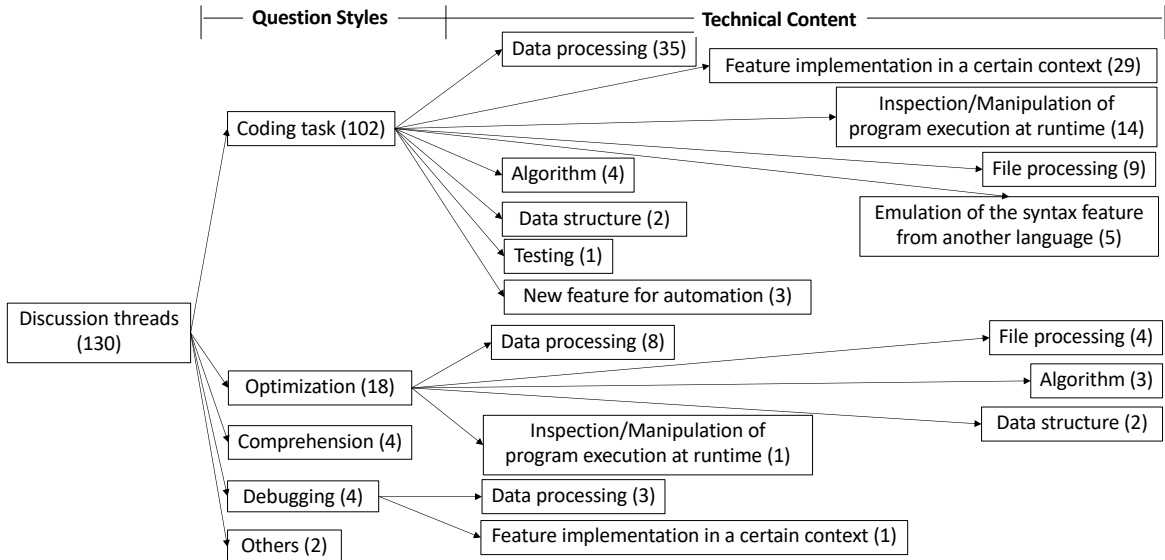 Question Styles
Technical Content
Data processing (35)
Feature implementation in a certain context (29)
Inspection/Manipulation of
program execution at runtime (14)
Coding task (102)
File processing (9)
Algorithm (4)
Emulation of the syntax feature
from another language (5)
Data structure (2)
Testing (1)
New feature for automation (3)
Discussion threads
(130)
Data processing (8)
File processing (4)
Optimization (18)
Algorithm (3)
Data structure (2)
Inspection/Manipulation of
program execution at runtime (1)
Comprehension (4)
Debugging (4)
Data processing (3)
Feature implementation in a certain context (1)
Others (2)